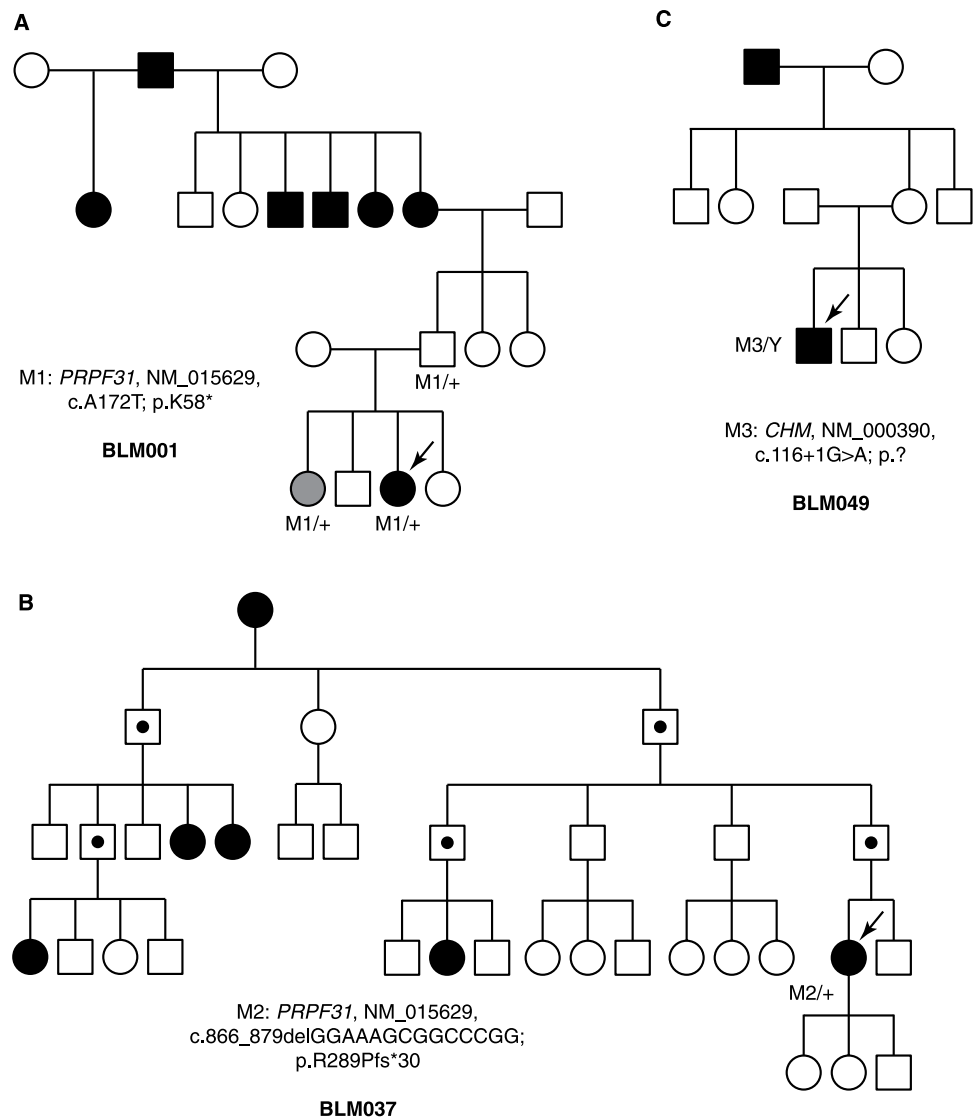 A
M1/+
M1: PRPF31, NM_015629,
c.A172T; p.K58*
BLM001
M1/+ M1/+
C
M3/Y
M3: CHM, NM_000390,
c.116+1G>A; p.?
BLM049
B
M2/+
M2: PRPF31, NM_015629,
c.866_879delGGAAAGCGGCCCGG;
p.R289Pfs*30
BLM037